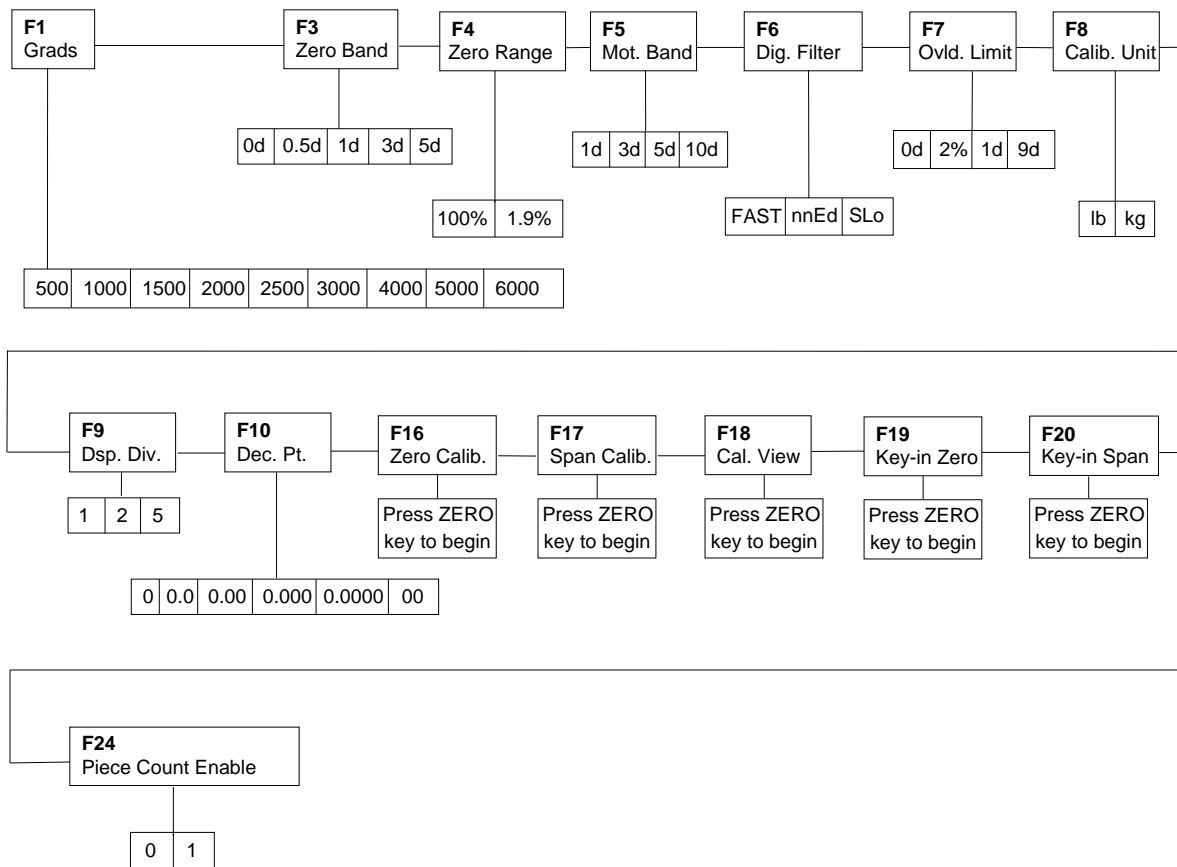 F1
Grads
F3
Zero Band
F4
Zero Range
F5
Mot. Band
F6
Dig. Filter
F7
Ovld. Limit
F8
Calib. Unit
0d 0.5d 1d 3d 5d
1d 3d 5d 10d
0d 2% 1d 9d
100% 1.9%
FAST nnEd SLo
lb kg
500 1000 1500 2000 2500 3000 4000 5000 6000
F9
Dsp. Div.
F10
Dec. Pt.
F16
Zero Calib.
F17
Span Calib.
F18
Cal. View
F19
Key-in Zero
F20
Key-in Span
1 2 5
Press ZERO
key to begin
Press ZERO
key to begin
Press ZERO
key to begin
Press ZERO
key to begin
Press ZERO
key to begin
0 0.0 0.00 0.000 0.0000 00
F24
Piece Count Enable
0 1